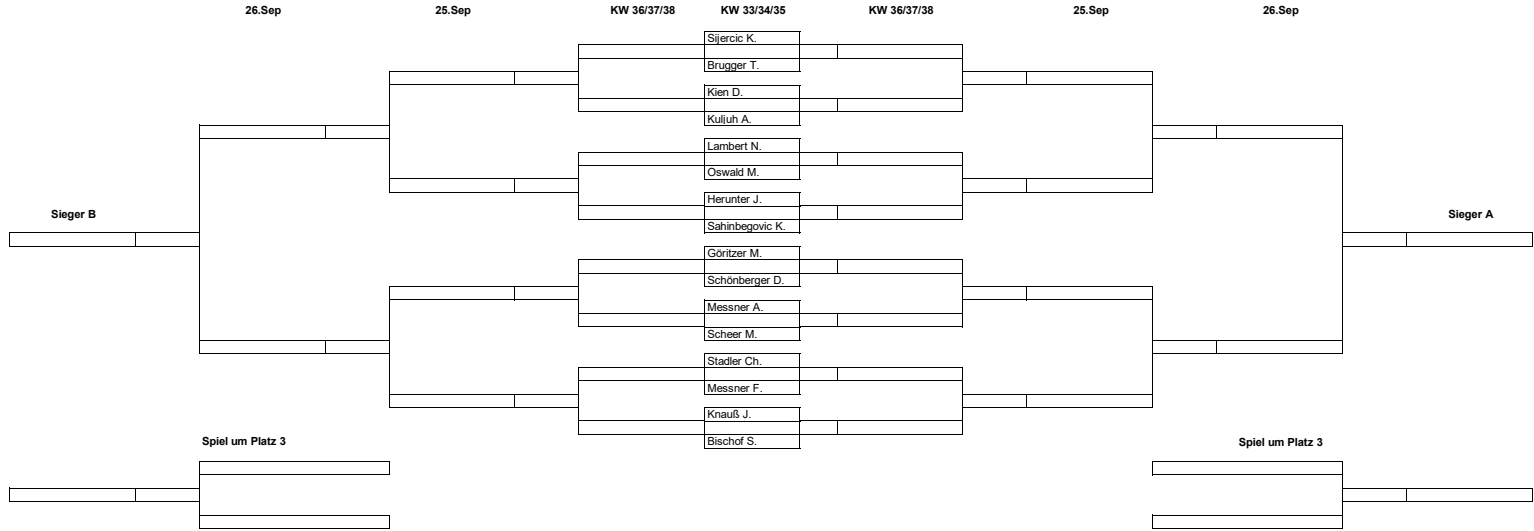 26.Sep 25.Sep KW 36/37/38 KW 33/34/35 KW 36/37/38 25.Sep 26.Sep
Sijercic K.
Brugger T.
Kien D.
Kuljuh A.
Lambert N.
Oswald M.
Herunter J.
Sieger B Sieger A
Sahinbegovic K.
Göritzer M.
Schönberger D.
Messner A.
Scheer M.
Stadler Ch.
Messner F.
Knauß J.
Spiel um Platz 3 Bischof S. Spiel um Platz 3